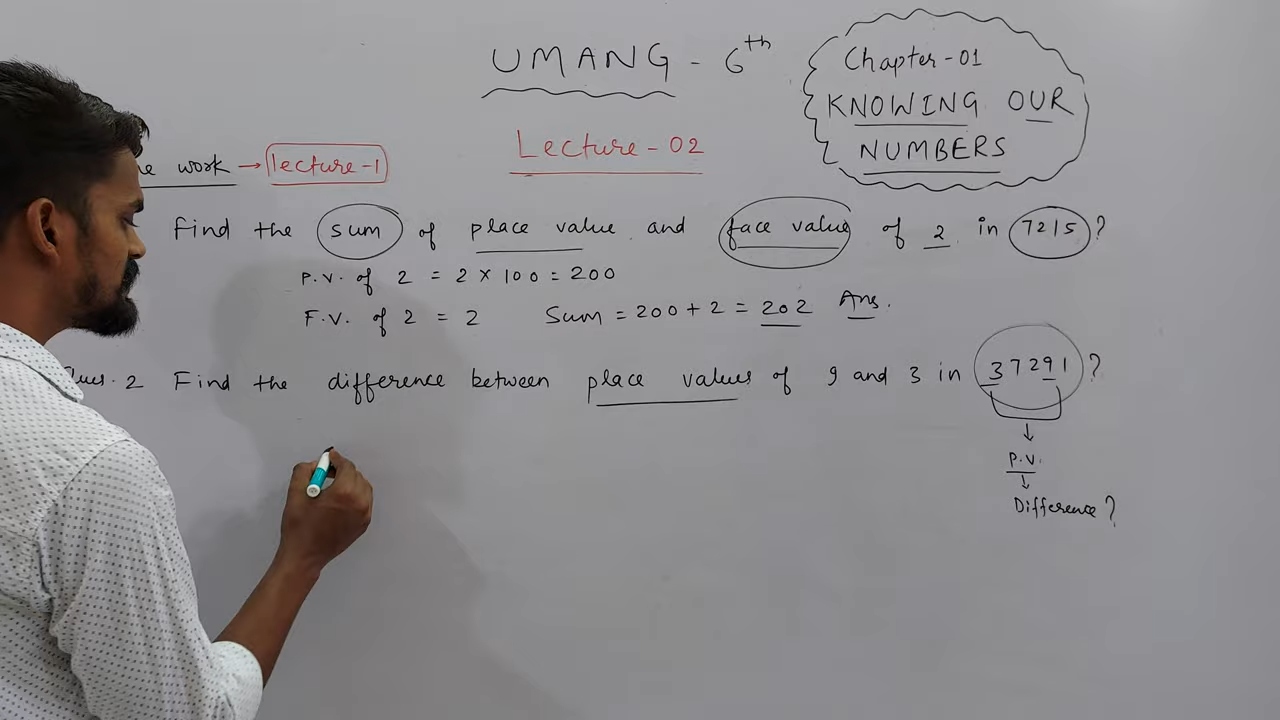 UMANG - 6th
Chapter-01
KNOWING OUR
NUMBERS
Lecture-02
work → lecture-1
Find the sum of place value and face value of 2 in 7215?
P.V. of 2 = 2 × 100 = 200
F.V. of 2 = 2 Sum = 200 + 2 = 202 Ans.
Ques. 2 Find the difference between place values of 9 and 3 in 37291?
↓
P.V.
↓
Difference?